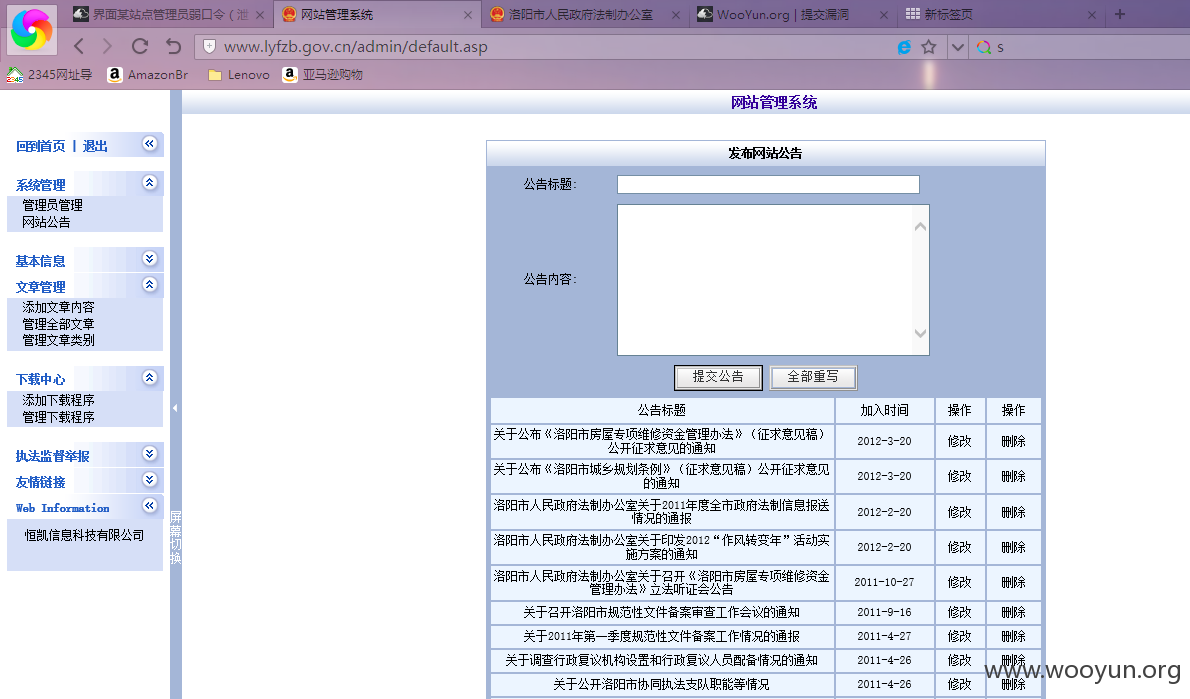 界面某站点管理员弱口令（泄
网站管理系统
洛阳市人民政府法制办公室
WooYun.org | 提交漏洞
新标签页
www.lyfzb.gov.cn/admin/default.asp
s
2345网址导
AmazonBr
Lenovo
亚马逊购物
网站管理系统
回到首页 | 退出
系统管理
管理员管理
网站公告
基本信息
文章管理
添加文章内容
管理全部文章
管理文章类别
下载中心
添加下载程序
管理下载程序
执法监督举报
友情链接
Web Information
恒凯信息科技有限公司
屏幕切换
发布网站公告
公告标题：
公告内容：
提交公告 全部重写
公告标题 加入时间 操作 操作
关于公布《洛阳市房屋专项维修资金管理办法》（征求意见稿）
公开征求意见的通知 2012-3-20 修改 删除
关于公布《洛阳市城乡规划条例》（征求意见稿）公开征求意见
的通知 2012-3-20 修改 删除
洛阳市人民政府法制办公室关于2011年度全市政府法制信息报送
情况的通报 2012-2-20 修改 删除
洛阳市人民政府法制办公室关于印发2012“作风转变年”活动实
施方案的通知 2012-2-20 修改 删除
洛阳市人民政府法制办公室关于召开《洛阳市房屋专项维修资金
管理办法》立法听证会公告 2011-10-27 修改 删除
关于召开洛阳市规范性文件备案审查工作会议的通知 2011-9-16 修改 删除
关于2011年第一季度规范性文件备案工作情况的通报 2011-4-27 修改 删除
关于调查行政复议机构设置和行政复议人员配备情况的通知 2011-4-26 修改 删除
关于公开洛阳市协同执法支队职能等情况 2011-4-26 修改 删除
www.wooyun.org